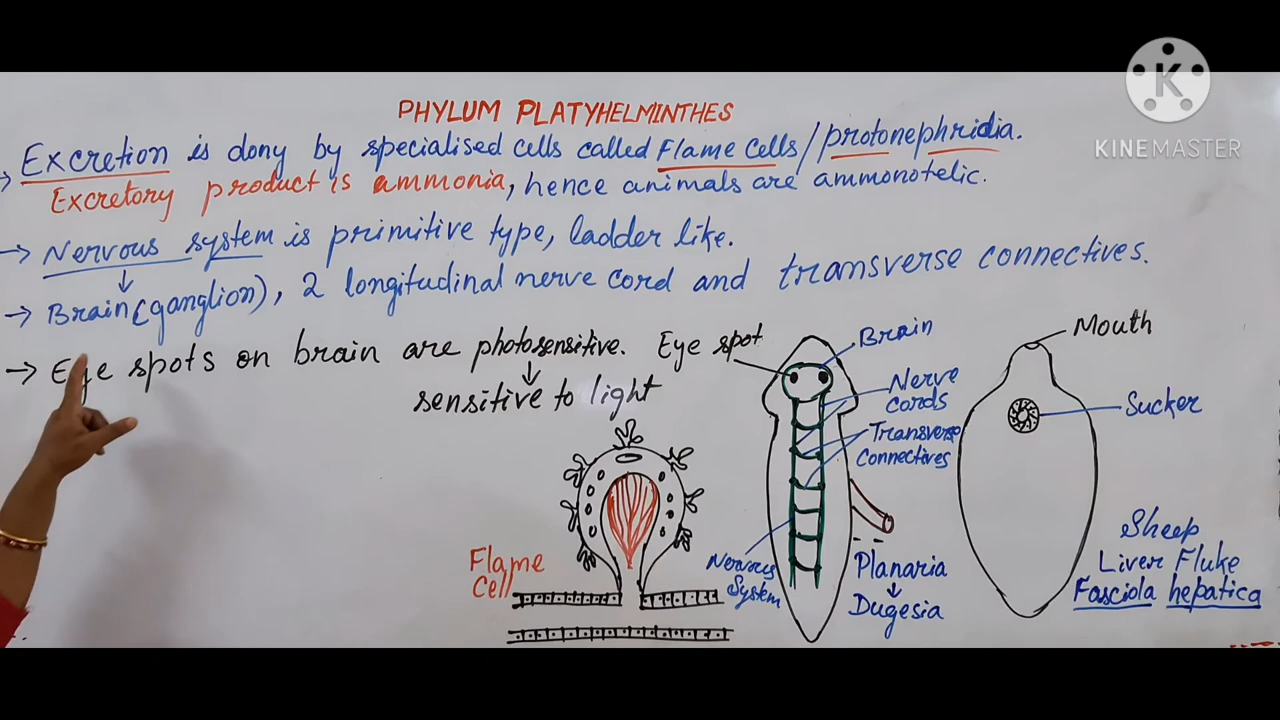 PHYLUM PLATYHELMINTHES
→ Excretion is dony by specialised cells called Flame Cells/protonephridia.
Excretory product is ammonia, hence animals are ammonotelic.
→ Nervous system is primitive type, ladder like.
↓
→ Brain(ganglion), 2 longitudinal nerve cord and transverse connectives.
→ Eye spots on brain are photosensitive.
↓
sensitive to light
Eye spot
Brain
Nerve
cords
Transverse
Connectives
Nervous
System
Planaria
↓
Dugesia
Flame
Cell
Mouth
Sucker
Sheep
Liver Fluke
Fasciola hepatica
K
KINEMASTER